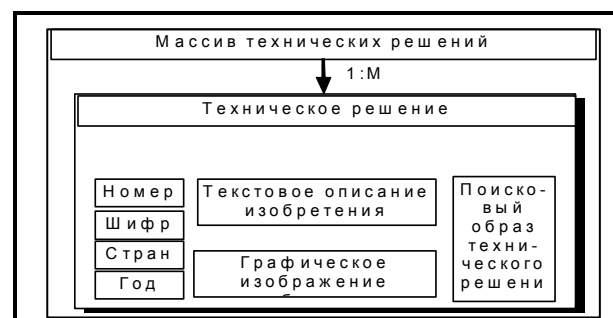 Массив технических решений
1:М
Техническое решение
Номер
Шифр
Стран
Год
Текстовое описание
изобретения
Графическое
изображение
Поиско-
вый
образ
техни-
ческого
решени